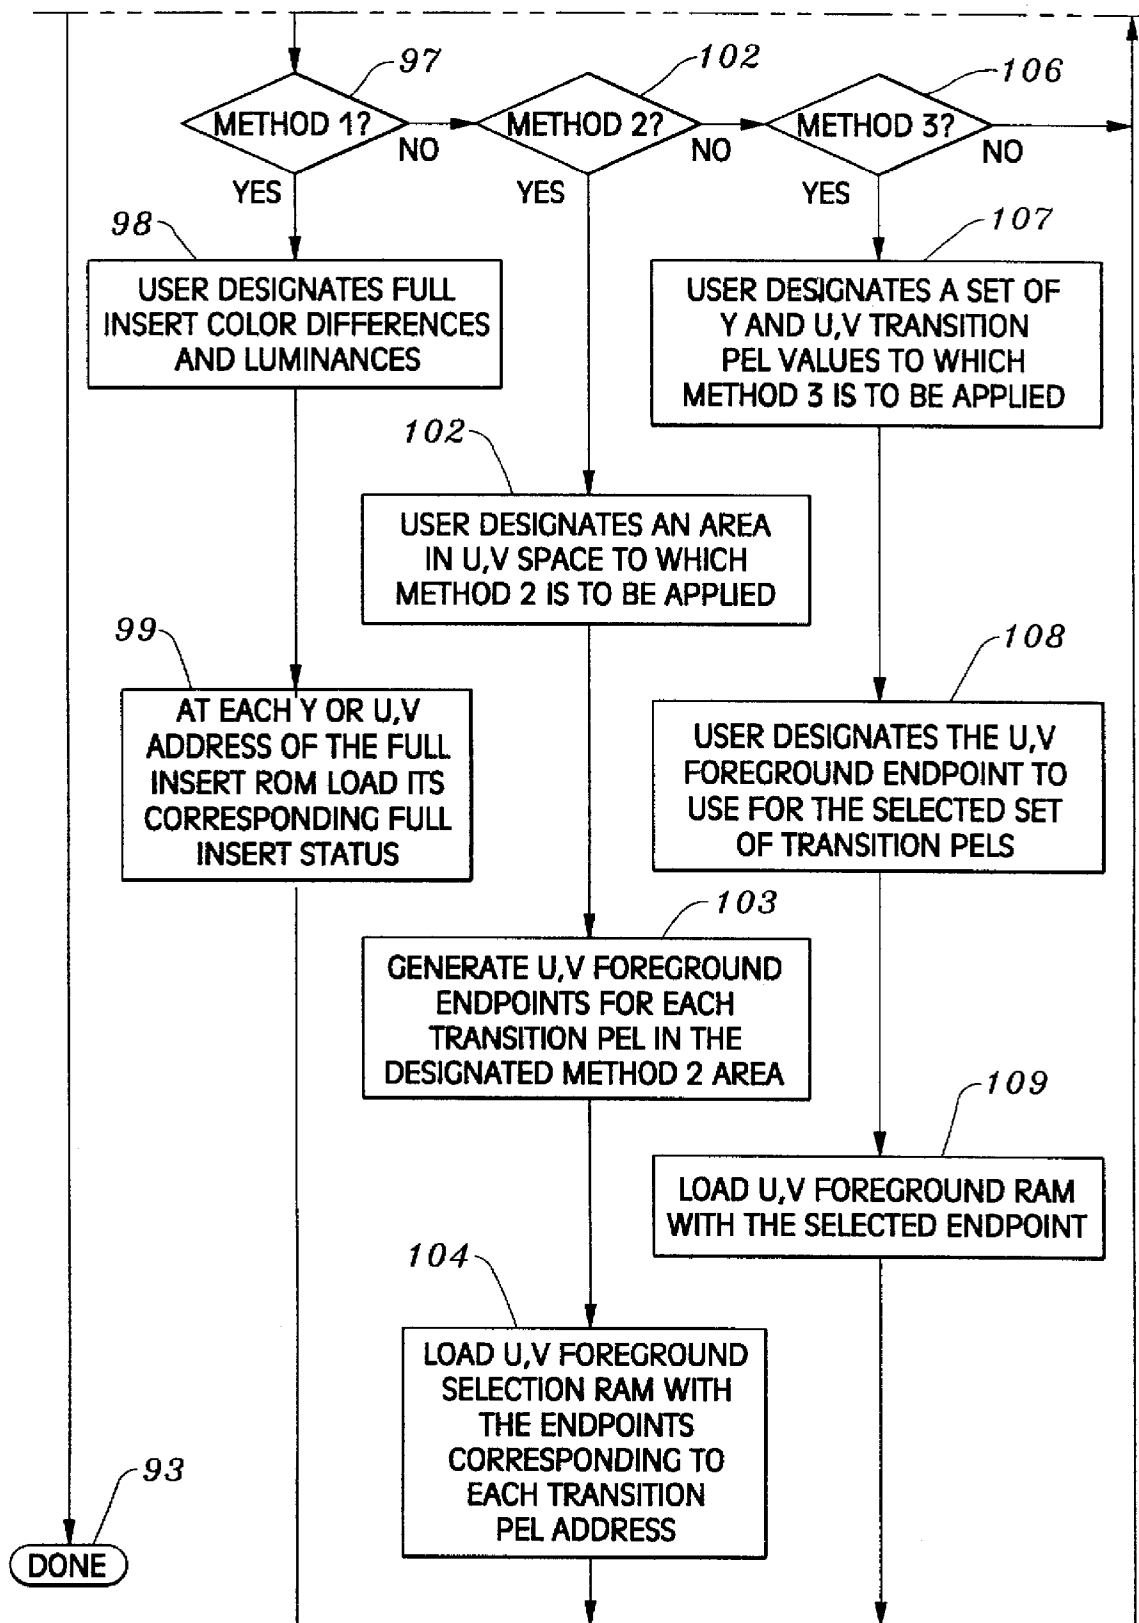 97
102
106
METHOD 1?
METHOD 2?
METHOD 3?
NO
NO
NO
YES
YES
YES
98
USER DESIGNATES FULL
INSERT COLOR DIFFERENCES
AND LUMINANCES
107
USER DESIGNATES A SET OF
Y AND U,V TRANSITION
PEL VALUES TO WHICH
METHOD 3 IS TO BE APPLIED
102
USER DESIGNATES AN AREA
IN U,V SPACE TO WHICH
METHOD 2 IS TO BE APPLIED
99
AT EACH Y OR U,V
ADDRESS OF THE FULL
INSERT ROM LOAD ITS
CORRESPONDING FULL
INSERT STATUS
108
USER DESIGNATES THE U,V
FOREGROUND ENDPOINT TO
USE FOR THE SELECTED SET
OF TRANSITION PELS
103
GENERATE U,V FOREGROUND
ENDPOINTS FOR EACH
TRANSITION PEL IN THE
DESIGNATED METHOD 2 AREA
109
LOAD U,V FOREGROUND RAM
WITH THE SELECTED ENDPOINT
104
LOAD U,V FOREGROUND
SELECTION RAM WITH
THE ENDPOINTS
CORRESPONDING TO
EACH TRANSITION
PEL ADDRESS
93
DONE